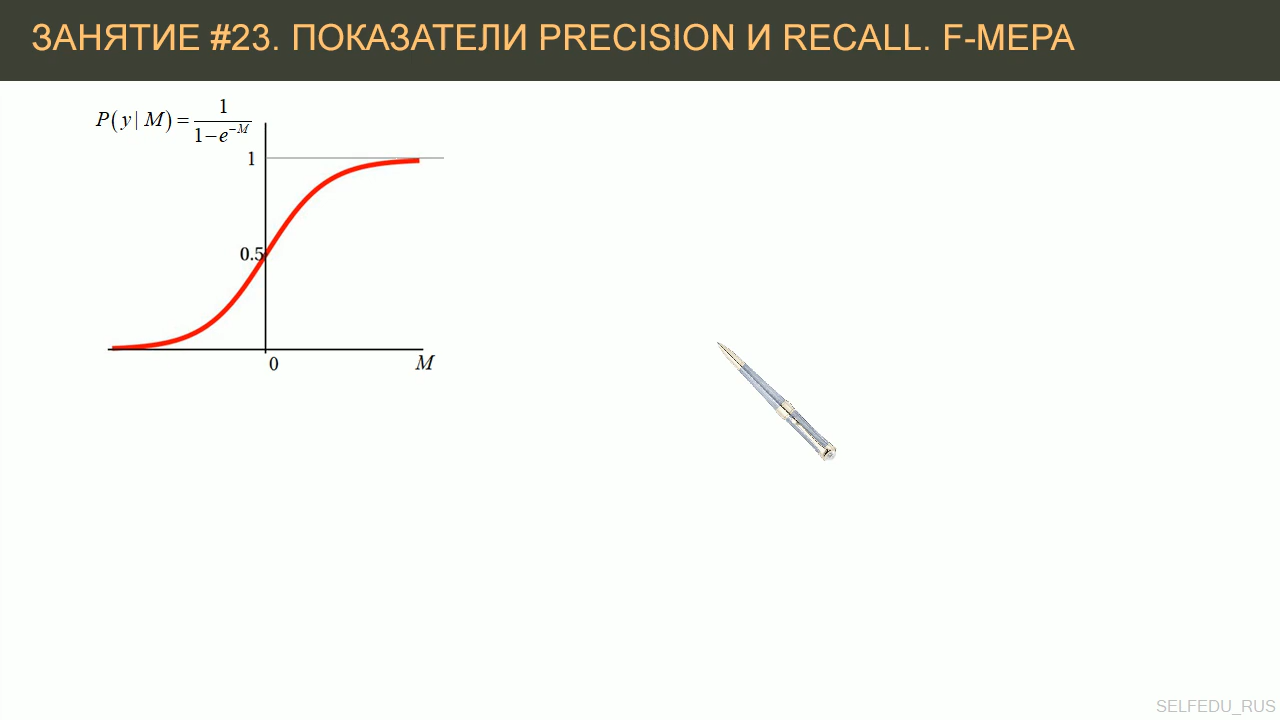 ЗАНЯТИЕ #23. ПОКАЗАТЕЛИ PRECISION И RECALL. F-МЕРА
P(y | M) = 1 / (1 − e^−M)
1
0.5
0
M
SELFEDU_RUS